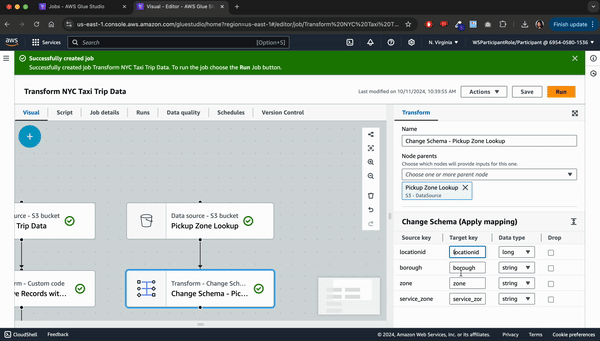 Jobs - AWS Glue Studio
Visual - Editor - AWS Glue Stud
us-east-1.console.aws.amazon.com/gluestudio/home?region=us-east-1#/editor/job/Transform%20NYC%20Taxi%20T...
Finish update
aws
Services
Search
[Option+S]
N. Virginia
WSParticipantRole/Participant @ 6954-0580-1536
Successfully created job
Successfully created job Transform NYC Taxi Trip Data. To run the job choose the Run Job button.
Transform NYC Taxi Trip Data
Last modified on 10/11/2024, 10:39:55 AM
Actions
Save
Run
Visual
Script
Job details
Runs
Data quality
Schedules
Version Control
Transform
Name
Change Schema - Pickup Zone Lookup
Node parents
Choose which nodes will provide inputs for this one.
Choose one or more parent node
Pickup Zone Lookup
S3 - DataSource
Change Schema (Apply mapping)
Source key
Target key
Data type
Drop
locationid
locationid
long
borough
borough
string
zone
zone
string
service_zone
service_zor
string
ource - S3 bucket
Trip Data
Data source - S3 bucket
Pickup Zone Lookup
rm - Custom code
ve Records wit...
Transform - Change Sch...
Change Schema - Pic...
CloudShell
Feedback
© 2024, Amazon Web Services, Inc. or its affiliates.
Privacy
Terms
Cookie preferences